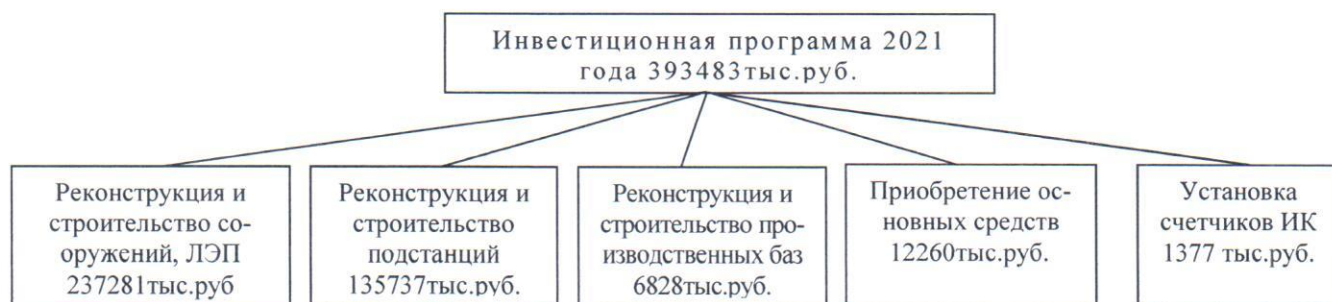 Инвестиционная программа 2021
года 393483тыс.руб.
Реконструкция и
строительство со-
оружений, ЛЭП
237281тыс.руб
Реконструкция и
строительство
подстанций
135737тыс.руб.
Реконструкция и
строительство про-
изводственных баз
6828тыс.руб.
Приобретение ос-
новных средств
12260тыс.руб.
Установка
счетчиков ИК
1377 тыс.руб.